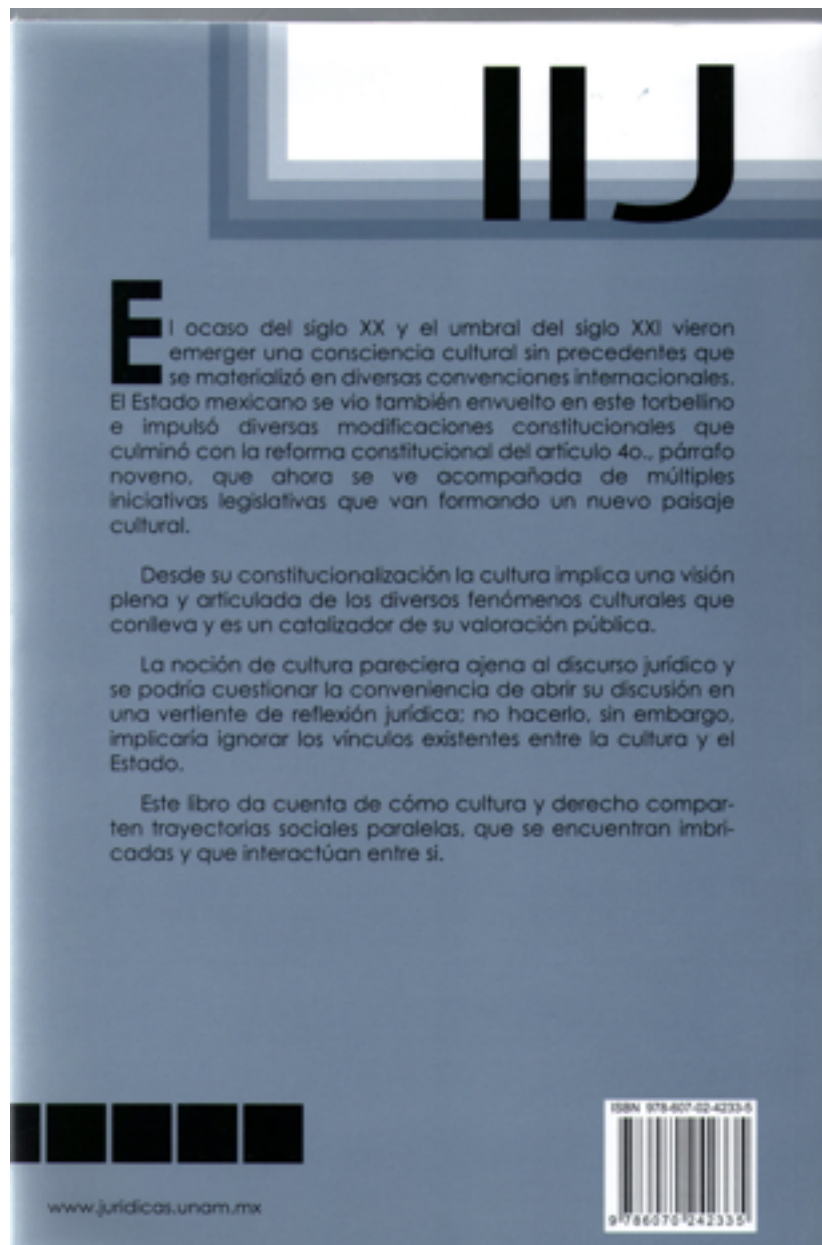 IIJ
El ocaso del siglo XX y el umbral del siglo XXI vieron
emerger una consciencia cultural sin precedentes que
se materializó en diversas convenciones internacionales.
El Estado mexicano se vio también envuelto en este torbellino
e impulsó diversas modificaciones constitucionales que
culminó con la reforma constitucional del artículo 4o., párrafo
noveno, que ahora se ve acompañada de múltiples
iniciativas legislativas que van formando un nuevo paisaje
cultural.
Desde su constitucionalización la cultura implica una visión
plena y articulada de los diversos fenómenos culturales que
conlleva y es un catalizador de su valoración pública.
La noción de cultura pareciera ajena al discurso jurídico y
se podría cuestionar la conveniencia de abrir su discusión en
una vertiente de reflexión jurídica; no hacerlo, sin embargo,
implicaría ignorar los vínculos existentes entre la cultura y el
Estado.
Este libro da cuenta de cómo cultura y derecho compar-
ten trayectorias sociales paralelas, que se encuentran imbri-
cadas y que interactúan entre si.
ISBN 978-607-02-4233-5
9 786070 242335
www.juridicas.unam.mx